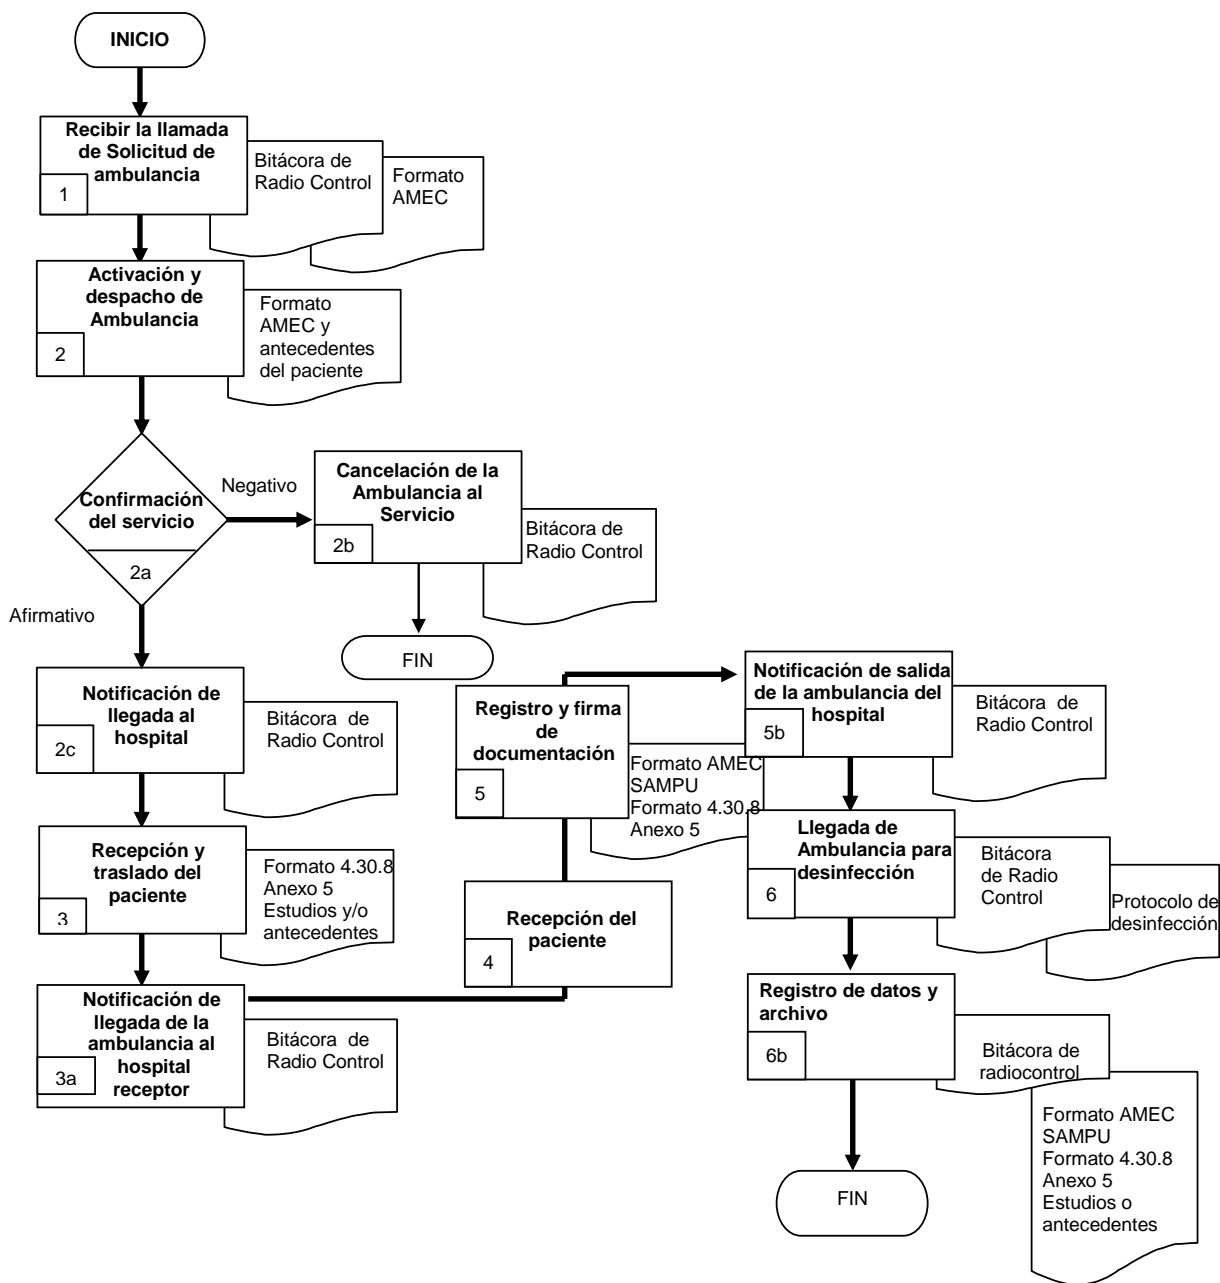 INICIO
Recibir la llamada
de Solicitud de
ambulancia
1
Bitácora de
Radio Control
Formato
AMEC
Activación y
despacho de
Ambulancia
2
Formato
AMEC y
antecedentes
del paciente
Confirmación
del servicio
2a
Negativo
Cancelación de la
Ambulancia al
Servicio
2b
Bitácora de
Radio Control
FIN
Afirmativo
Notificación de
llegada al
hospital
2c
Bitácora de
Radio Control
Recepción y
traslado del
paciente
3
Formato 4.30.8
Anexo 5
Estudios y/o
antecedentes
Notificación de
llegada de la
ambulancia al
hospital
receptor
3a
Bitácora de
Radio Control
Recepción del
paciente
4
Registro y firma
de
documentación
5
Formato AMEC
SAMPU
Formato 4.30.8
Anexo 5
Notificación de salida
de la ambulancia del
hospital
5b
Bitácora de
Radio Control
Llegada de
Ambulancia para
desinfección
6
Bitácora
de Radio
Control
Protocolo de
desinfección
Registro de datos y
archivo
6b
Bitácora de
radiocontrol
Formato AMEC
SAMPU
Formato 4.30.8
Anexo 5
Estudios o
antecedentes
FIN